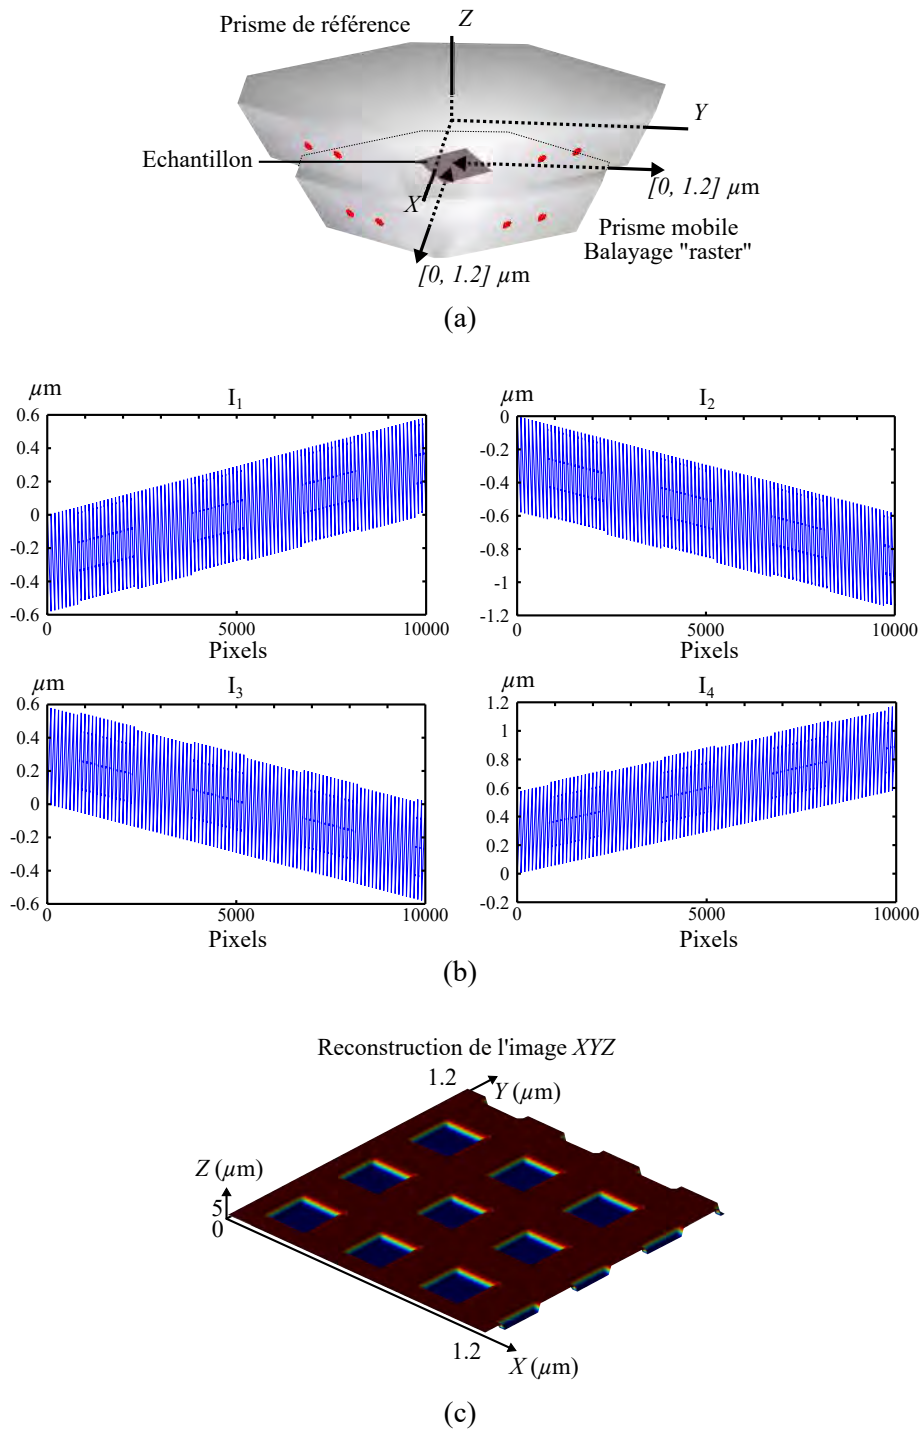 Prisme de référence
Z
Y
Echantillon
X
[0, 1.2] µm
Prisme mobile
Balayage "raster"
[0, 1.2] µm
(a)
µm
I1
0.6
0.4
0.2
0
-0.2
-0.4
-0.6
0
5000
10000
Pixels
µm
I2
0
-0.2
-0.4
-0.6
-0.8
-1
-1.2
0
5000
10000
Pixels
µm
I3
0.6
0.4
0.2
0
-0.2
-0.4
-0.6
0
5000
10000
Pixels
µm
I4
1.2
1
0.8
0.6
0.4
0.2
0
-0.2
0
5000
10000
Pixels
(b)
Reconstruction de l'image XYZ
1.2
Y (µm)
Z (µm)
5
0
1.2
X (µm)
(c)